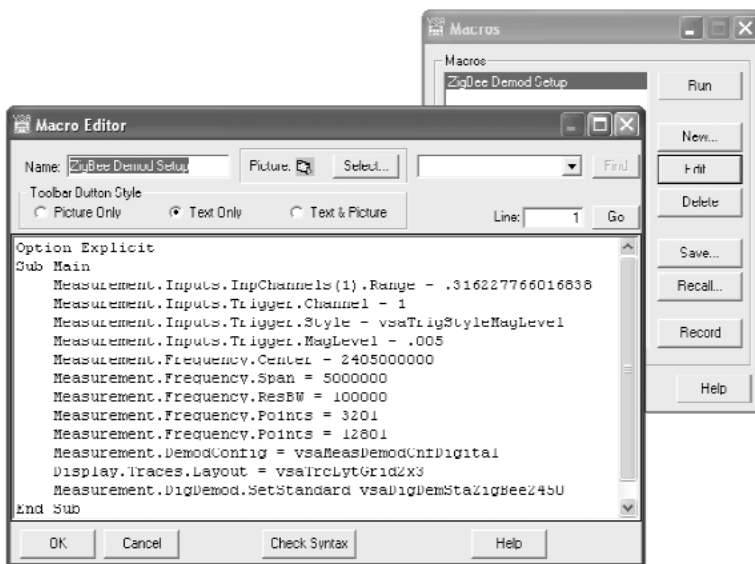 Macros
Macros
ZigBee Demod Setup
Run
New...
Edit
Delete
Save...
Recall...
Record
Help
Macro Editor
Name: ZigBee Demod Setup Picture: Select... Find
Toolbar Button Style
Picture Only Text Only Text & Picture Line: 1 Go
Option Explicit
Sub Main
Measurement.Inputs.InpChannels(1).Range = .316227766016838
Measurement.Inputs.Trigger.Channel = 1
Measurement.Inputs.Trigger.Style = vsaTrigStyleMagLevel
Measurement.Inputs.Trigger.MagLevel = .005
Measurement.Frequency.Center = 2405000000
Measurement.Frequency.Span = 5000000
Measurement.Frequency.ResBW = 100000
Measurement.Frequency.Points = 3201
Measurement.Frequency.Points = 12801
Measurement.DemodConfig = vsaMeasDemodCnfDigital
Display.Traces.Layout = vsaTrcLytGrid2x3
Measurement.DigDemod.SetStandard vsaDigDemStaZigBee2450
End Sub
OK Cancel Check Syntax Help